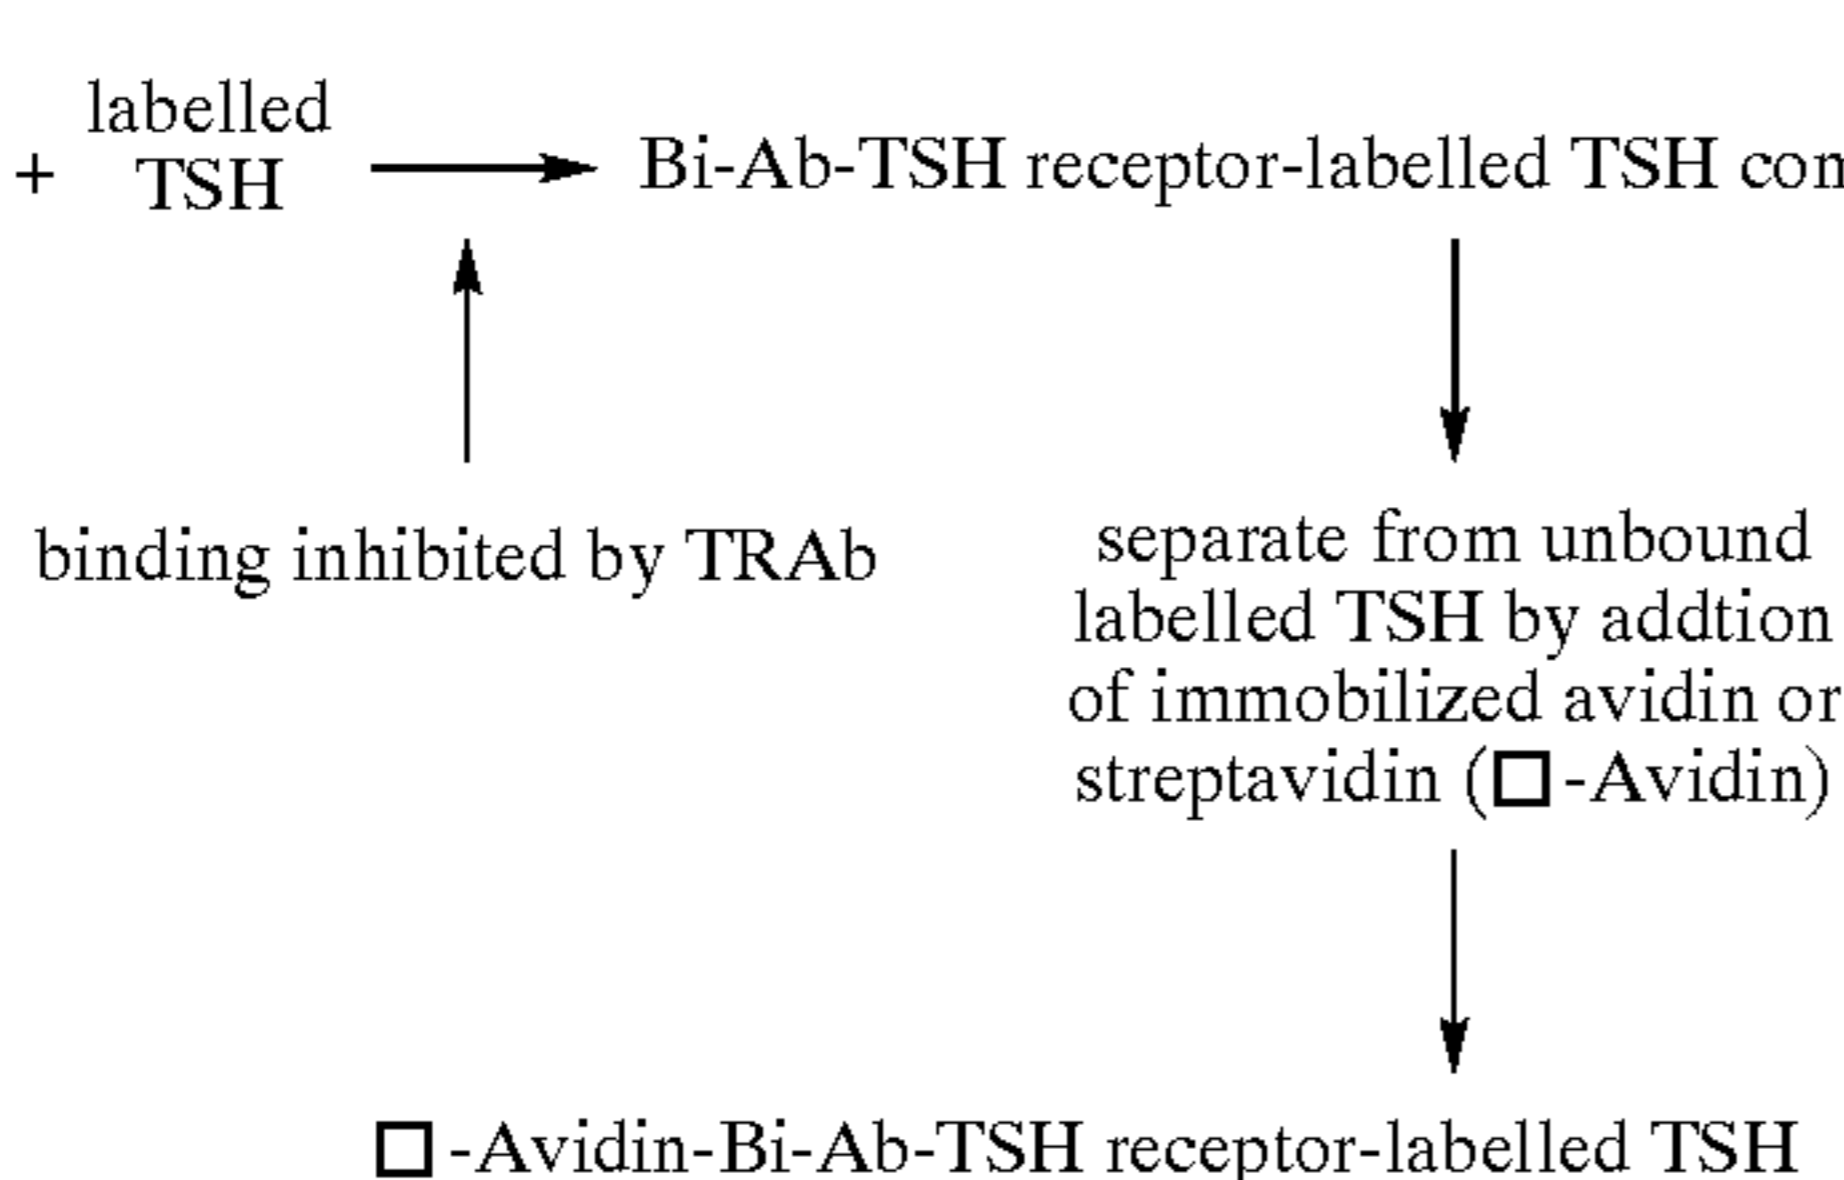 labelled
+ TSH
Bi-Ab-TSH receptor-labelled TSH con
binding inhibited by TRAb
separate from unbound
labelled TSH by addtion
of immobilized avidin or
streptavidin (□-Avidin)
□-Avidin-Bi-Ab-TSH receptor-labelled TSH